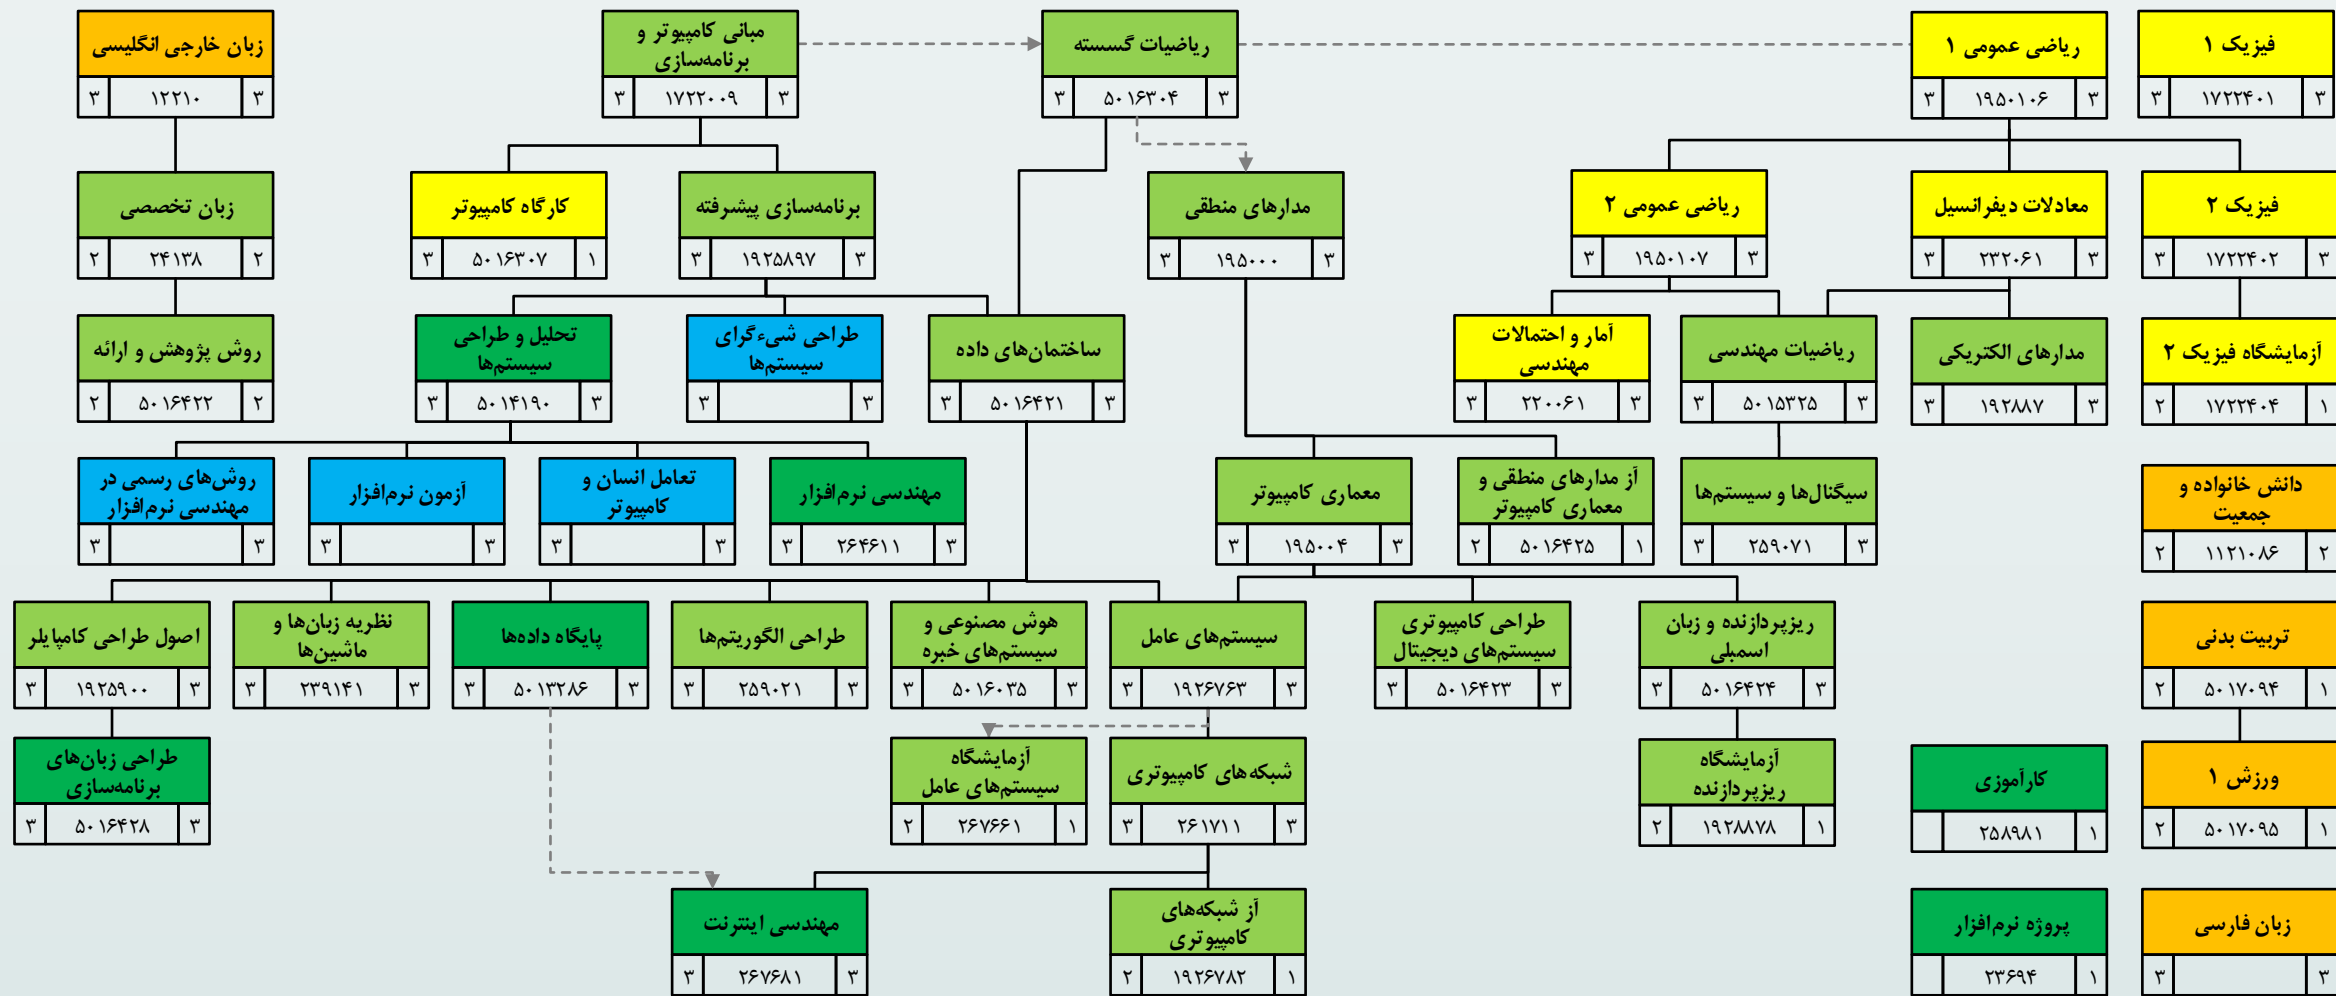 زبان خارجی انگلیسی
۳ ۱۲۲۱۰ ۳
مبانی کامپیوتر و
برنامه‌سازی
۳ ۱۷۲۲۰۰۹ ۳
ریاضیات گسسته
۳ ۵۰۱۶۳۰۴ ۳
ریاضی عمومی ۱
۳ ۱۹۵۰۱۰۶ ۳
فیزیک ۱
۳ ۱۷۲۲۴۰۱ ۳
زبان تخصصی
۲ ۲۴۱۳۸ ۲
کارگاه کامپیوتر
۳ ۵۰۱۶۳۰۷ ۱
برنامه‌سازی پیشرفته
۳ ۱۹۲۵۸۹۷ ۳
مدارهای منطقی
۳ ۱۹۵۰۰۰ ۳
ریاضی عمومی ۲
۳ ۱۹۵۰۱۰۷ ۳
معادلات دیفرانسیل
۳ ۲۳۲۰۶۱ ۳
فیزیک ۲
۳ ۱۷۲۲۴۰۲ ۳
روش پژوهش و ارائه
۲ ۵۰۱۶۴۲۲ ۲
تحلیل و طراحی
سیستم‌ها
۳ ۵۰۱۴۱۹۰ ۳
طراحی شیءگرای
سیستم‌ها
۳ ۳
ساختمان‌های داده
۳ ۵۰۱۶۴۲۱ ۳
آمار و احتمالات
مهندسی
۳ ۲۲۰۰۶۱ ۳
ریاضیات مهندسی
۳ ۵۰۱۵۳۲۵ ۳
مدارهای الکتریکی
۳ ۱۹۲۸۸۷ ۳
آزمایشگاه فیزیک ۲
۲ ۱۷۲۲۴۰۴ ۱
روش‌های رسمی در
مهندسی نرم‌افزار
۳ ۳
آزمون نرم‌افزار
۳ ۳
تعامل انسان و
کامپیوتر
۳ ۳
مهندسی نرم‌افزار
۳ ۲۶۴۶۱۱ ۳
معماری کامپیوتر
۳ ۱۹۵۰۰۴ ۳
آز مدارهای منطقی و
معماری کامپیوتر
۲ ۵۰۱۶۴۲۵ ۱
سیگنال‌ها و سیستم‌ها
۳ ۲۵۹۰۷۱ ۳
دانش خانواده و
جمعیت
۲ ۱۱۲۱۰۸۶ ۲
اصول طراحی کامپایلر
۳ ۱۹۲۵۹۰۰ ۳
نظریه زبان‌ها و
ماشین‌ها
۳ ۲۳۹۱۴۱ ۳
پایگاه داده‌ها
۳ ۵۰۱۳۲۸۶ ۳
طراحی الگوریتم‌ها
۳ ۲۵۹۰۲۱ ۳
هوش مصنوعی و
سیستم‌های خبره
۳ ۵۰۱۶۰۳۵ ۳
سیستم‌های عامل
۳ ۱۹۲۶۷۶۳ ۳
طراحی کامپیوتری
سیستم‌های دیجیتال
۳ ۵۰۱۶۴۲۳ ۳
ریزپردازنده و زبان
اسمبلی
۳ ۵۰۱۶۴۲۴ ۳
تربیت بدنی
۲ ۵۰۱۷۰۹۴ ۱
طراحی زبان‌های
برنامه‌سازی
۳ ۵۰۱۶۴۲۸ ۳
آزمایشگاه
سیستم‌های عامل
۲ ۲۶۷۶۶۱ ۱
شبکه‌های کامپیوتری
۳ ۲۶۱۷۱۱ ۳
آزمایشگاه
ریزپردازنده
۲ ۱۹۲۸۸۷۸ ۱
کارآموزی
۲۵۸۹۸۱ ۱
ورزش ۱
۲ ۵۰۱۷۰۹۵ ۱
مهندسی اینترنت
۳ ۲۶۷۶۸۱ ۳
آز شبکه‌های
کامپیوتری
۲ ۱۹۲۶۷۸۲ ۱
پروژه نرم‌افزار
۲۳۶۹۴ ۱
زبان فارسی
۳ ۳